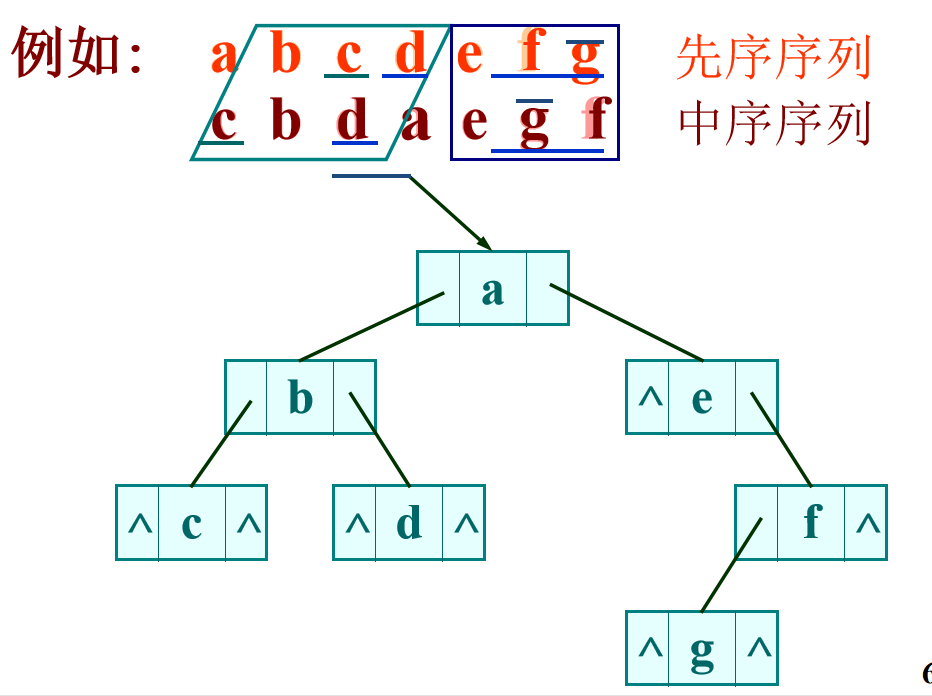 例如: a b c d e f g 先序序列
c b d a e g f 中序序列
a
b ^ e
^ c ^ ^ d ^ f ^
^ g ^
6